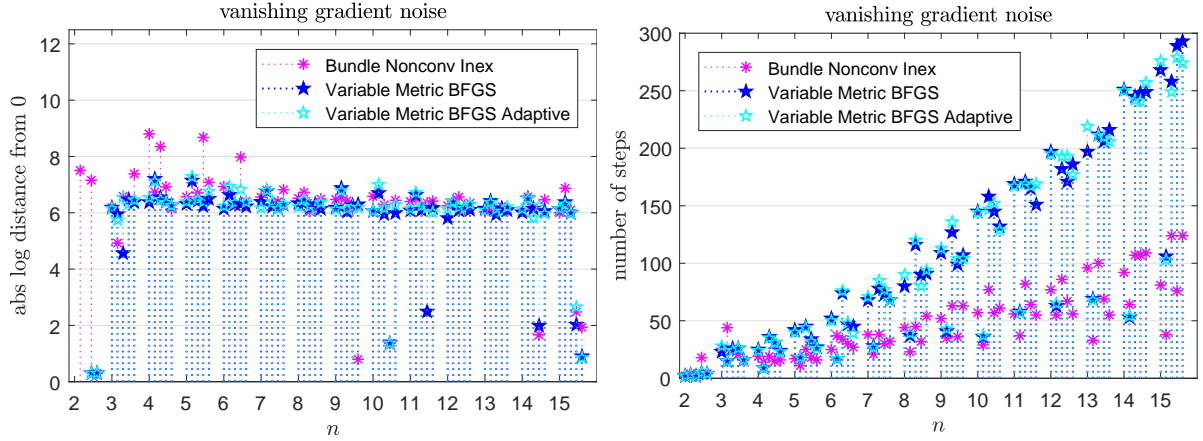 vanishing gradient noise
abs log distance from 0
12
10
8
6
4
2
0
Bundle Nonconv Inex
Variable Metric BFGS
Variable Metric BFGS Adaptive
2 3 4 5 6 7 8 9 10 11 12 13 14 15
n
vanishing gradient noise
number of steps
300
250
200
150
100
50
0
Bundle Nonconv Inex
Variable Metric BFGS
Variable Metric BFGS Adaptive
2 3 4 5 6 7 8 9 10 11 12 13 14 15
n